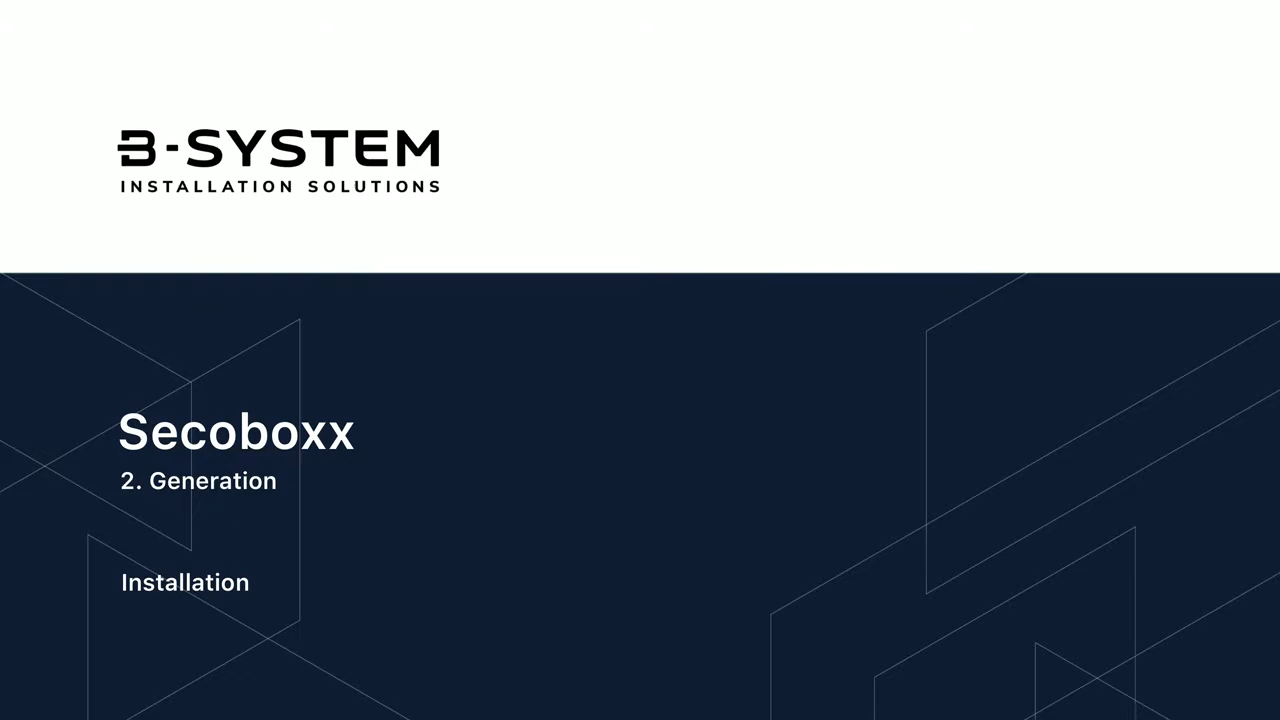 B-SYSTEM
INSTALLATION SOLUTIONS
Secoboxx
2. Generation
Installation